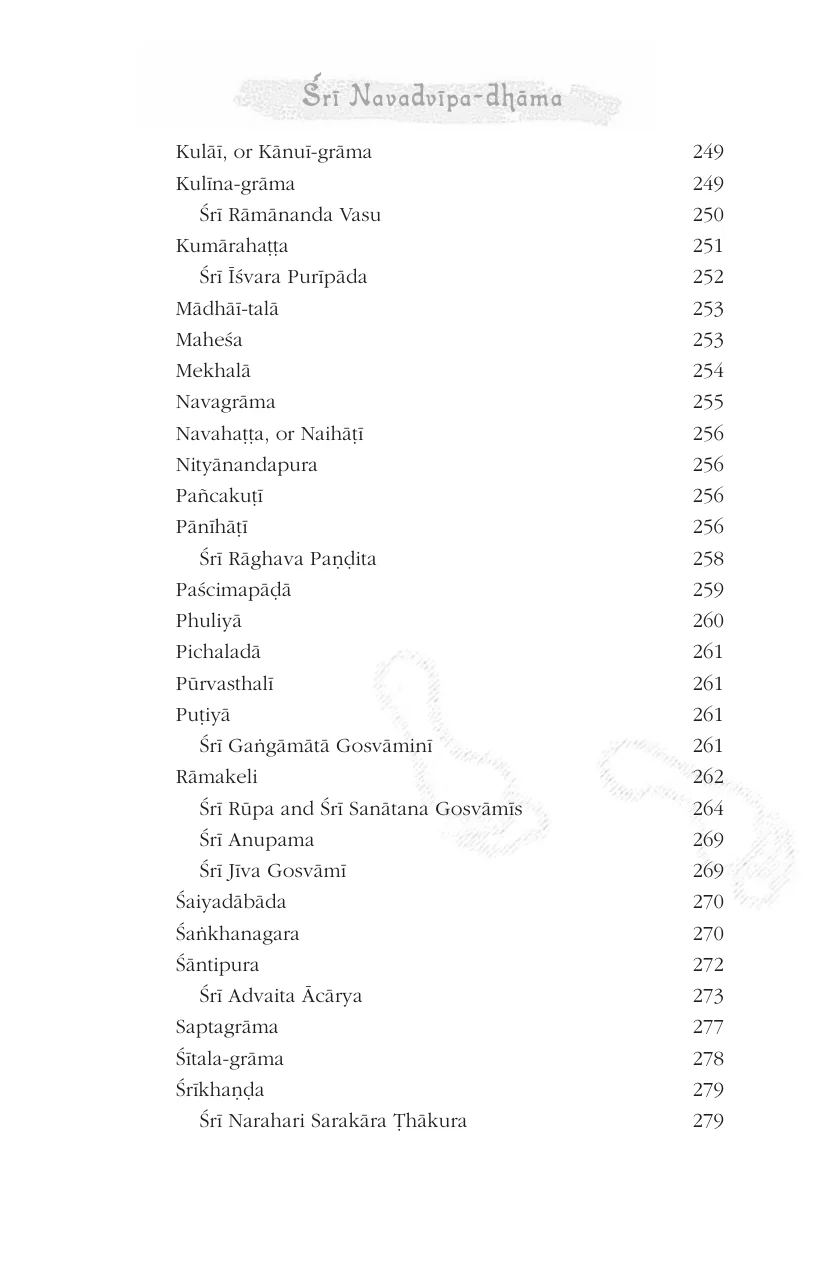 Śrī Navadvīpa-dhāma
Kulāī, or Kānuī-grāma 249
Kulīna-grāma 249
Śrī Rāmānanda Vasu 250
Kumārahaṭṭa 251
Śrī Īśvara Purīpāda 252
Mādhāī-talā 253
Maheśa 253
Mekhalā 254
Navagrāma 255
Navahaṭṭa, or Naihāṭī 256
Nityānandapura 256
Pañcakuṭī 256
Pānīhāṭī 256
Śrī Rāghava Paṇḍita 258
Paścimapāḍā 259
Phuliyā 260
Pichaladā 261
Pūrvasthalī 261
Puṭiyā 261
Śrī Gaṅgāmātā Gosvāminī 261
Rāmakeli 262
Śrī Rūpa and Śrī Sanātana Gosvāmīs 264
Śrī Anupama 269
Śrī Jīva Gosvāmī 269
Śaiyadābāda 270
Śaṅkhanagara 270
Śāntipura 272
Śrī Advaita Ācārya 273
Saptagrāma 277
Śītala-grāma 278
Śrīkhaṇḍa 279
Śrī Narahari Sarakāra Ṭhākura 279